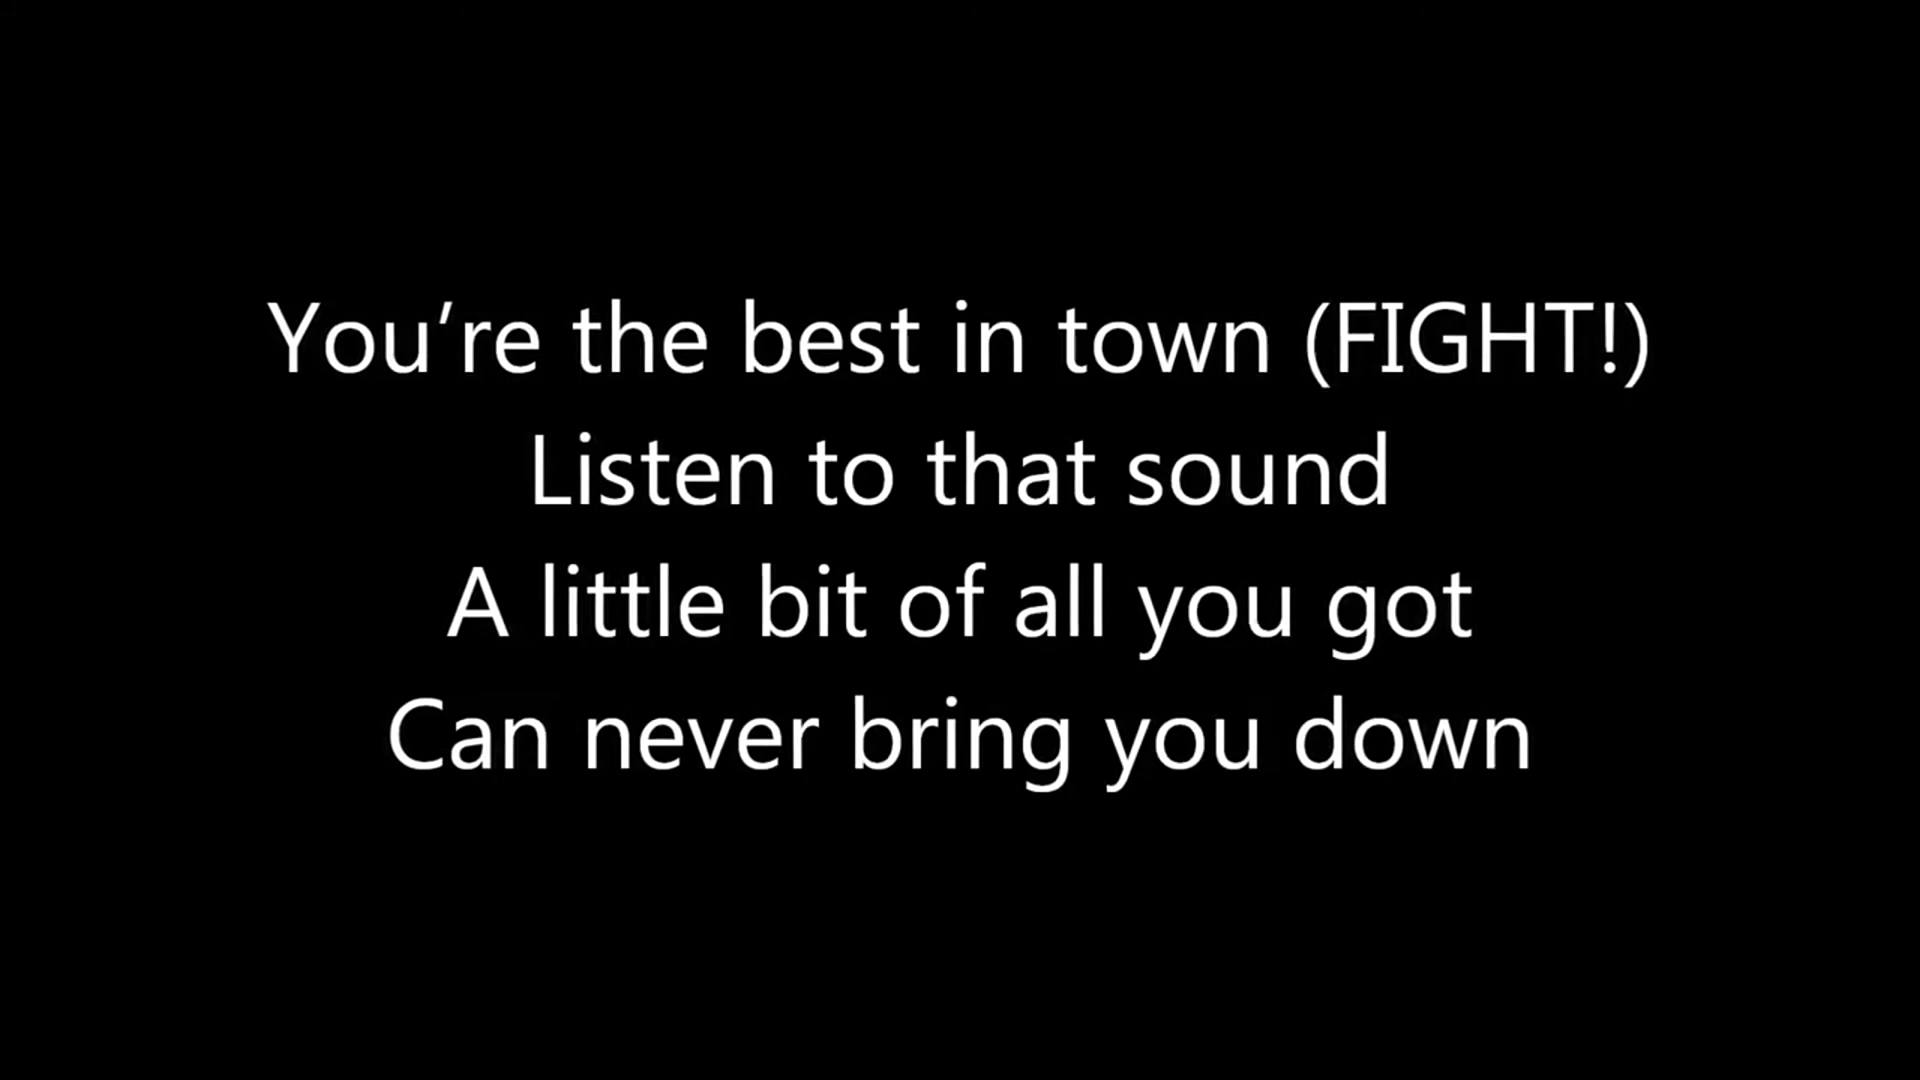 You’re the best in town (FIGHT!)
Listen to that sound
A little bit of all you got
Can never bring you down